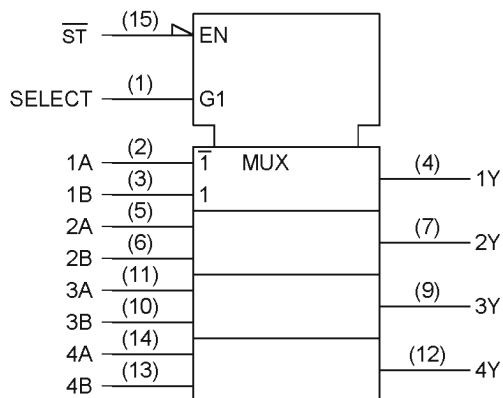 S̅T̅ (15) EN
SELECT (1) G1
1A (2) 1̅ MUX (4) 1Y
1B (3) 1
2A (5) (7) 2Y
2B (6)
3A (11) (9) 3Y
3B (10)
4A (14) (12) 4Y
4B (13)